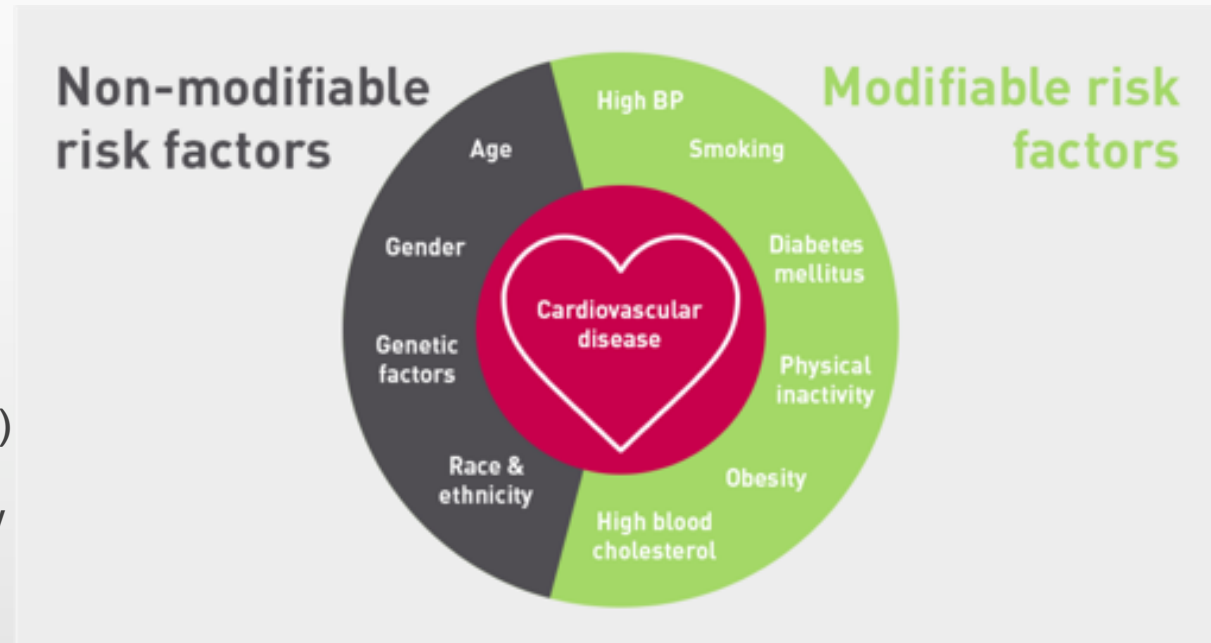 Non-modifiable
risk factors
Age
Gender
Genetic
factors
Race &
ethnicity
Modifiable risk
factors
High BP
Smoking
Diabetes
mellitus
Physical
inactivity
Obesity
High blood
cholesterol
Cardiovascular
disease
)